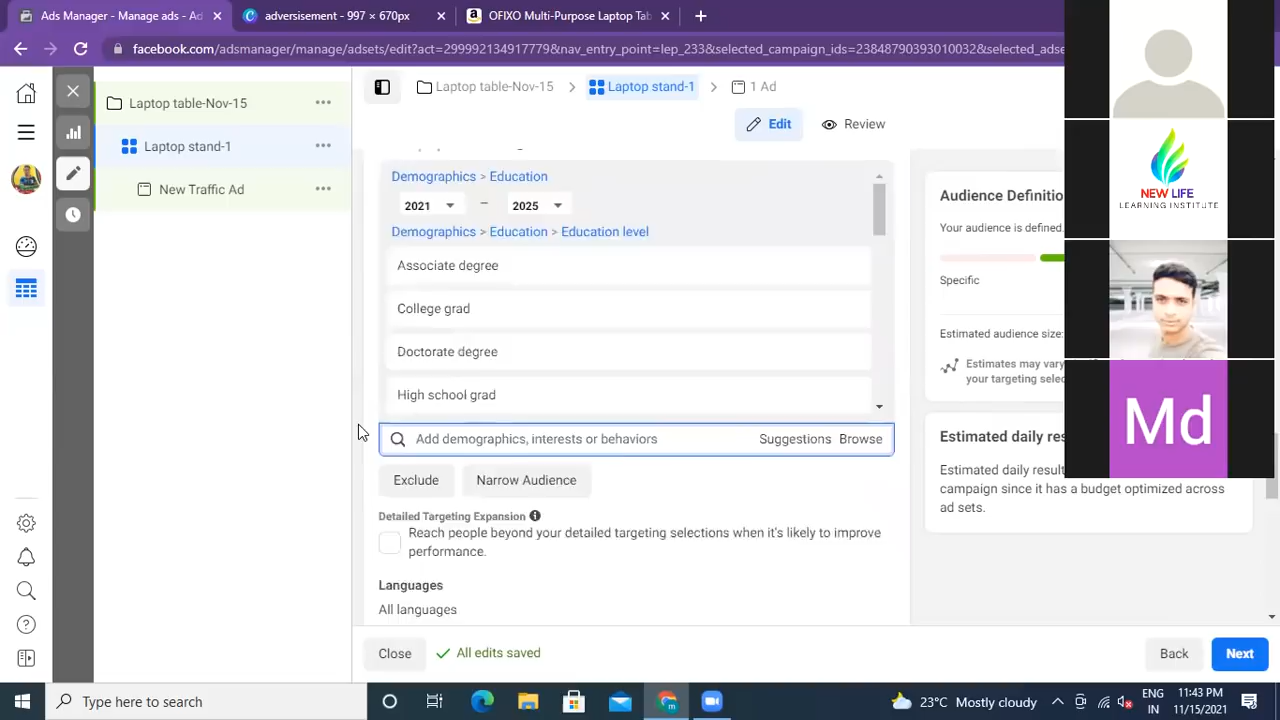 Ads Manager - Manage ads - Ad
adversisement - 997 × 670px
OFIXO Multi-Purpose Laptop Tabl
facebook.com/adsmanager/manage/adsets/edit?act=299992134917779&nav_entry_point=lep_233&selected_campaign_ids=23848790393010032&selected_adse
Laptop table-Nov-15
Laptop stand-1
New Traffic Ad
Laptop table-Nov-15
Laptop stand-1
1 Ad
Edit
Review
Demographics > Education
2021 – 2025
Demographics > Education > Education level
Associate degree
College grad
Doctorate degree
High school grad
Add demographics, interests or behaviors
Suggestions
Browse
Exclude
Narrow Audience
Detailed Targeting Expansion
Reach people beyond your detailed targeting selections when it's likely to improve
performance.
Languages
All languages
Close
All edits saved
Back
Next
Audience Definitio
Your audience is defined.
Specific
Estimated audience size:
Estimates may vary
your targeting selec
Estimated daily res
Estimated daily result
campaign since it has a budget optimized across
ad sets.
NEW LIFE
LEARNING INSTITUTE
Md
Type here to search
23°C Mostly cloudy
ENG
IN
11:43 PM
11/15/2021